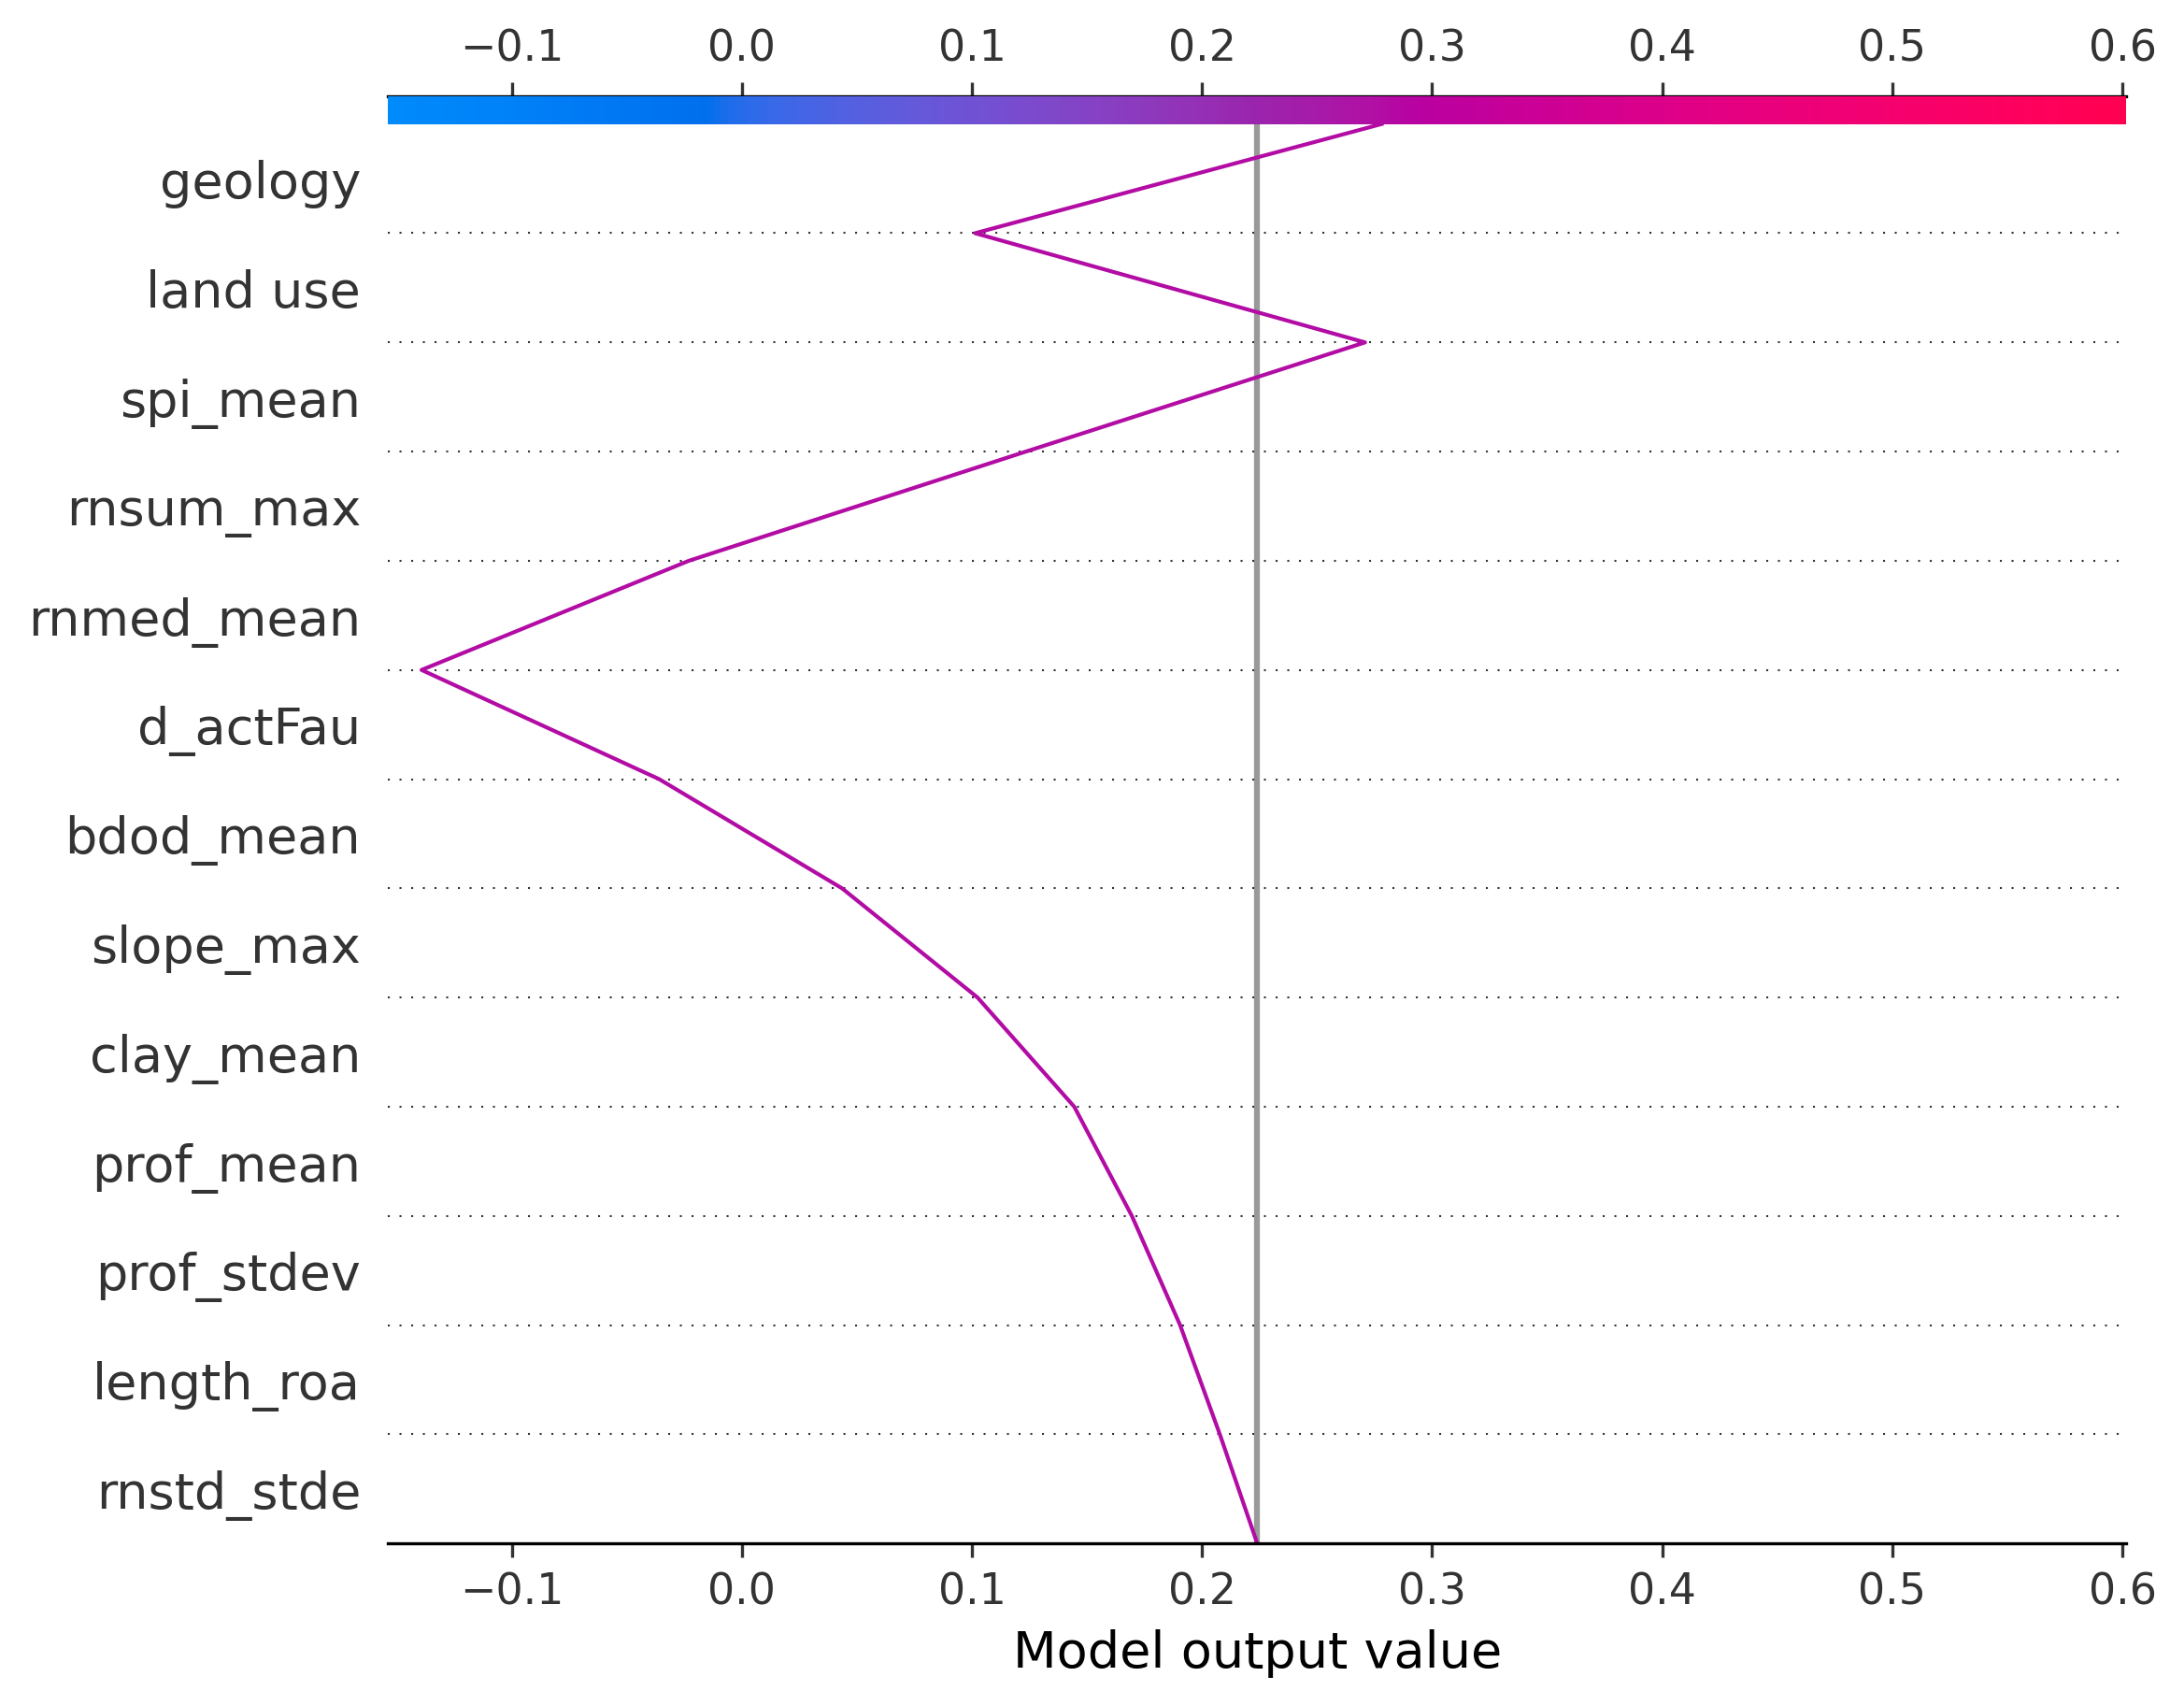 −0.1 0.0 0.1 0.2 0.3 0.4 0.5 0.6
geology
land use
spi_mean
rnsum_max
rnmed_mean
d_actFau
bdod_mean
slope_max
clay_mean
prof_mean
prof_stdev
length_roa
rnstd_stde
−0.1 0.0 0.1 0.2 0.3 0.4 0.5 0.6
Model output value